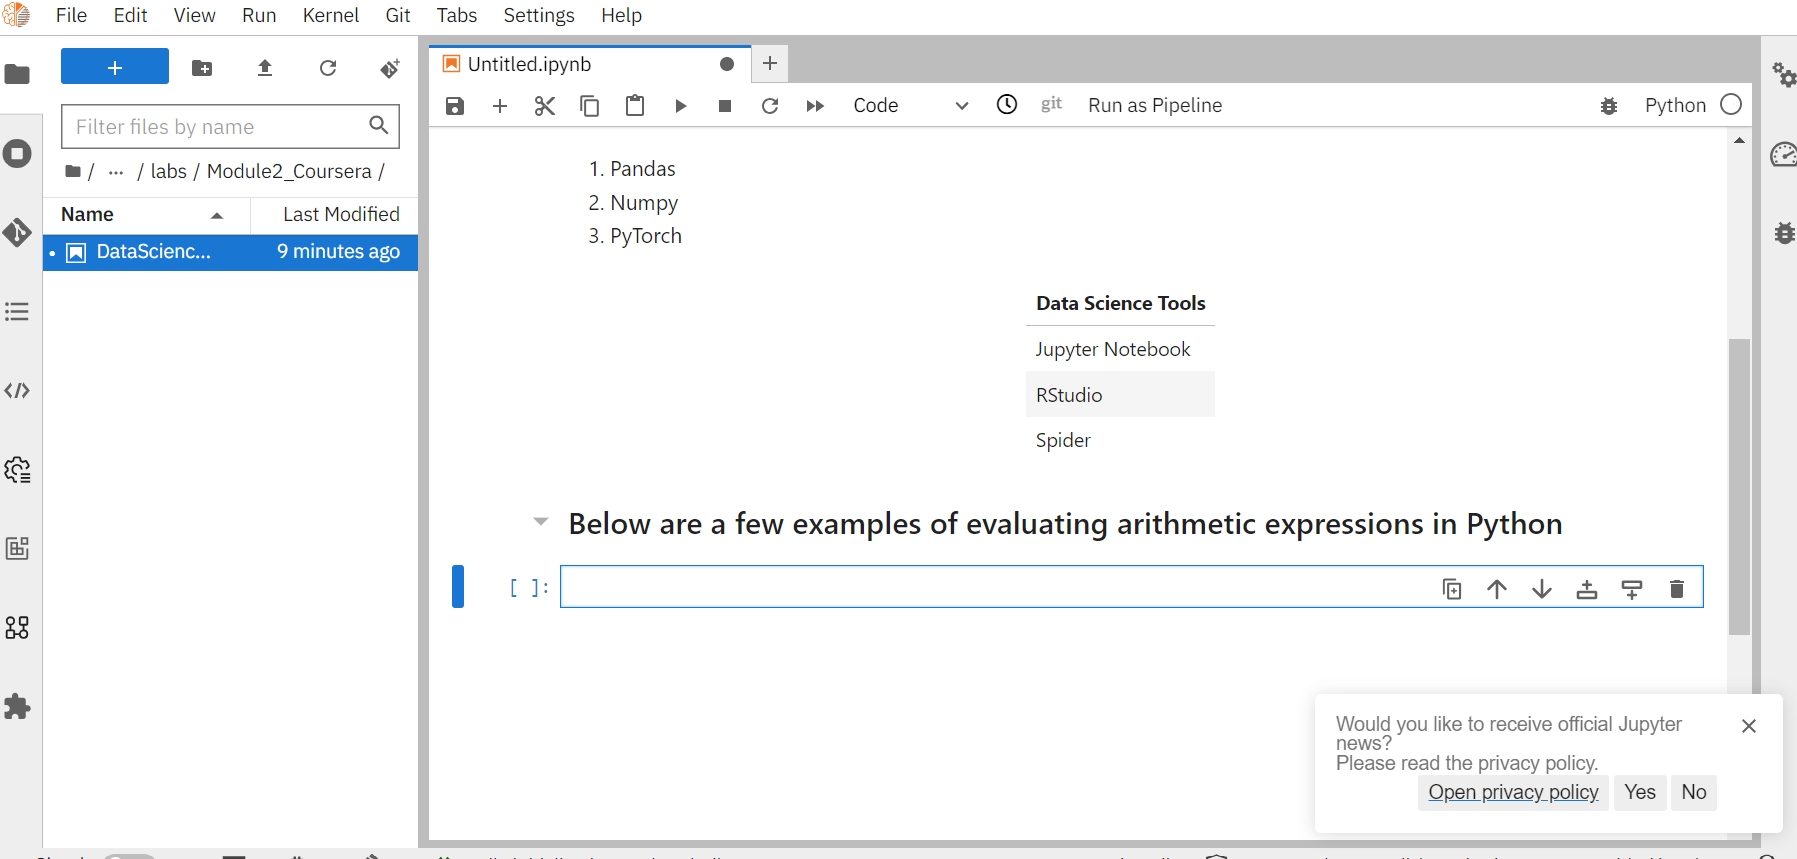 File Edit View Run Kernel Git Tabs Settings Help
Untitled.ipynb
Code git Run as Pipeline Python
Filter files by name
/ ... / labs / Module2_Coursera /
Name Last Modified
DataScienc... 9 minutes ago
1. Pandas
2. Numpy
3. PyTorch
Data Science Tools
Jupyter Notebook
RStudio
Spider
Below are a few examples of evaluating arithmetic expressions in Python
[ ]:
Would you like to receive official Jupyter
news?
Please read the privacy policy.
Open privacy policy Yes No